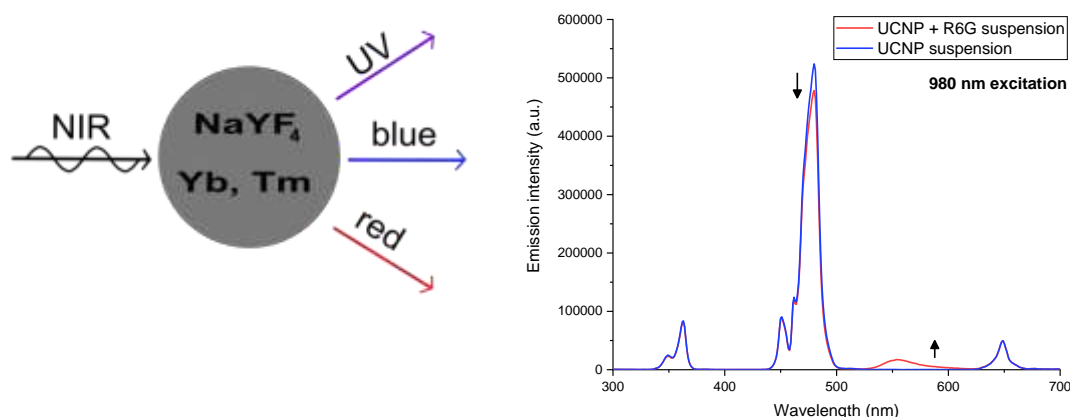 NIR
NaYF₄
Yb, Tm
UV
blue
red
UCNP + R6G suspension
UCNP suspension
980 nm excitation
Emission intensity (a.u.)
600000
500000
400000
300000
200000
100000
0
300
400
500
600
700
Wavelength (nm)